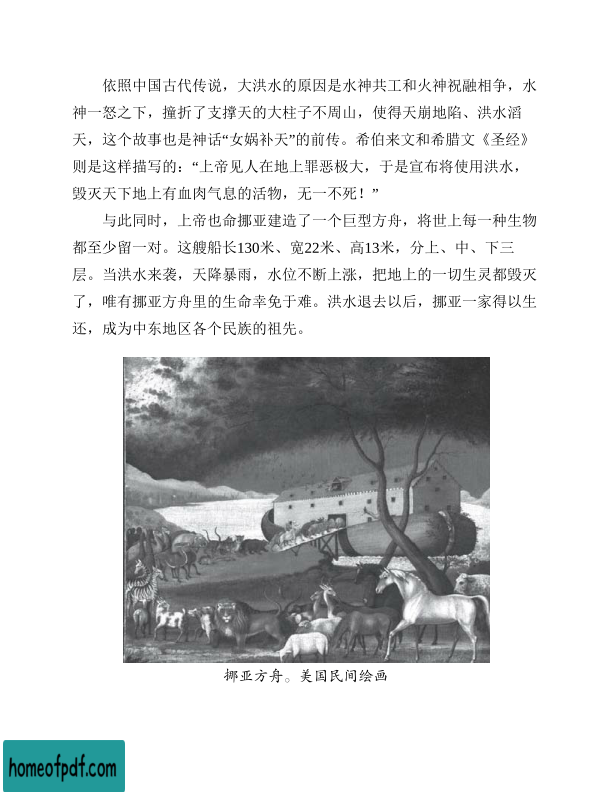 依照中国古代传说，大洪水的原因是水神共工和火神祝融相争，水
神一怒之下，撞折了支撑天的大柱子不周山，使得天崩地陷、洪水滔
天，这个故事也是神话“女娲补天”的前传。希伯来文和希腊文《圣经》
则是这样描写的：“上帝见人在地上罪恶极大，于是宣布将使用洪水，
毁灭天下地上有血肉气息的活物，无一不死！”
与此同时，上帝也命挪亚建造了一个巨型方舟，将世上每一种生物
都至少留一对。这艘船长130米、宽22米、高13米，分上、中、下三
层。当洪水来袭，天降暴雨，水位不断上涨，把地上的一切生灵都毁灭
了，唯有挪亚方舟里的生命幸免于难。洪水退去以后，挪亚一家得以生
还，成为中东地区各个民族的祖先。
挪亚方舟。美国民间绘画
homeofpdf.com